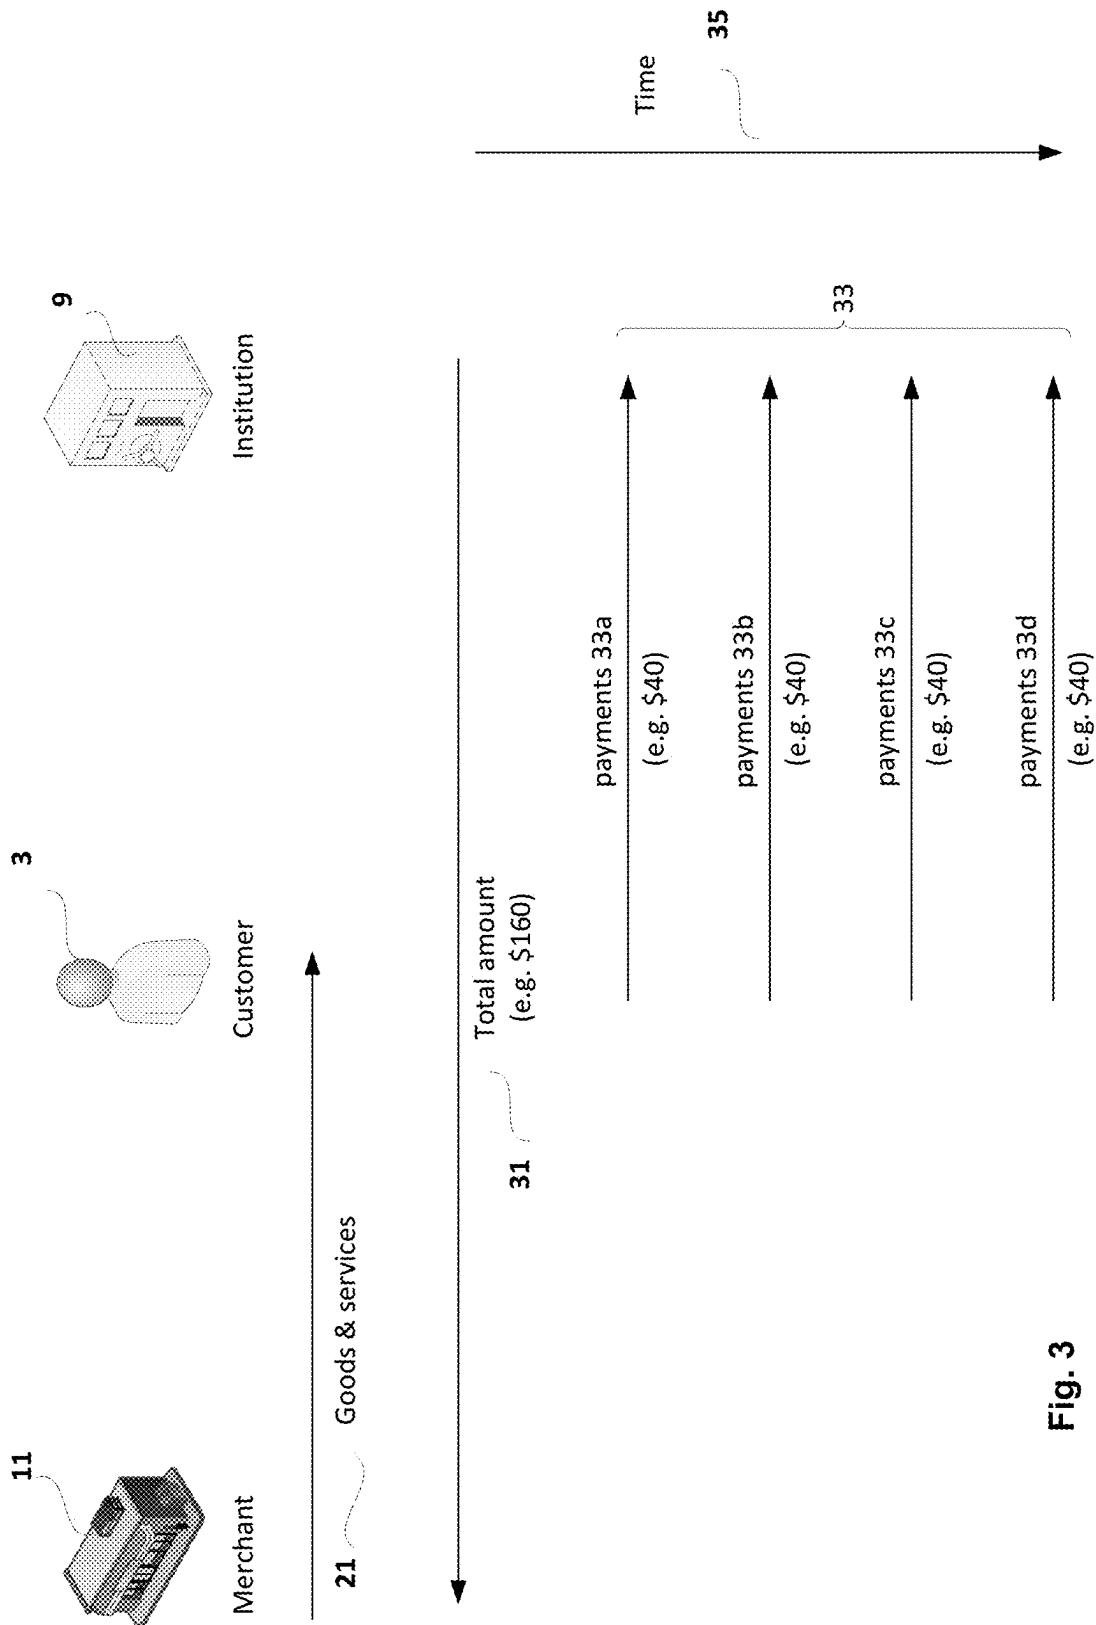 11
3
9
Merchant
Customer
Institution
21
Goods & services
31
Total amount
(e.g. $160)
Time
35
payments 33a
(e.g. $40)
payments 33b
(e.g. $40)
33
payments 33c
(e.g. $40)
payments 33d
(e.g. $40)
Fig. 3